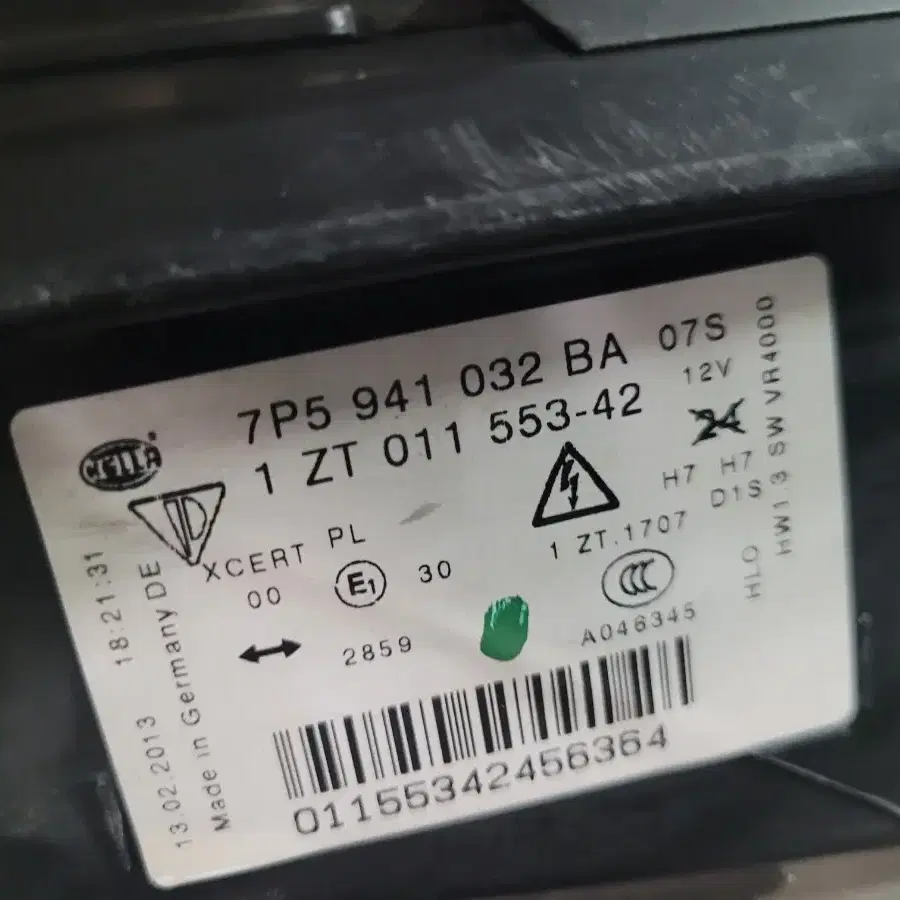 7P5 941 032 BA 07S
1 ZT 011 553-42
12V
HELLA
H7 H7
D1S
1 ZT.1707
XCERT PL
00 E1 30
2859
A046345
HLO
HW1.3 SW VR4000
13.02.2013 18:21:31
Made in Germany DE
01155342456364